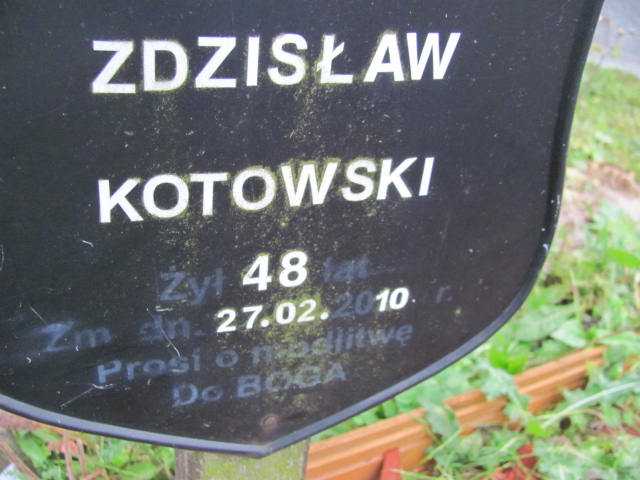 ZDZISŁAW
KOTOWSKI
Żył 48 lat
Zm. dn. 27.02.2010 r.
Prosi o modlitwę
Do BOGA